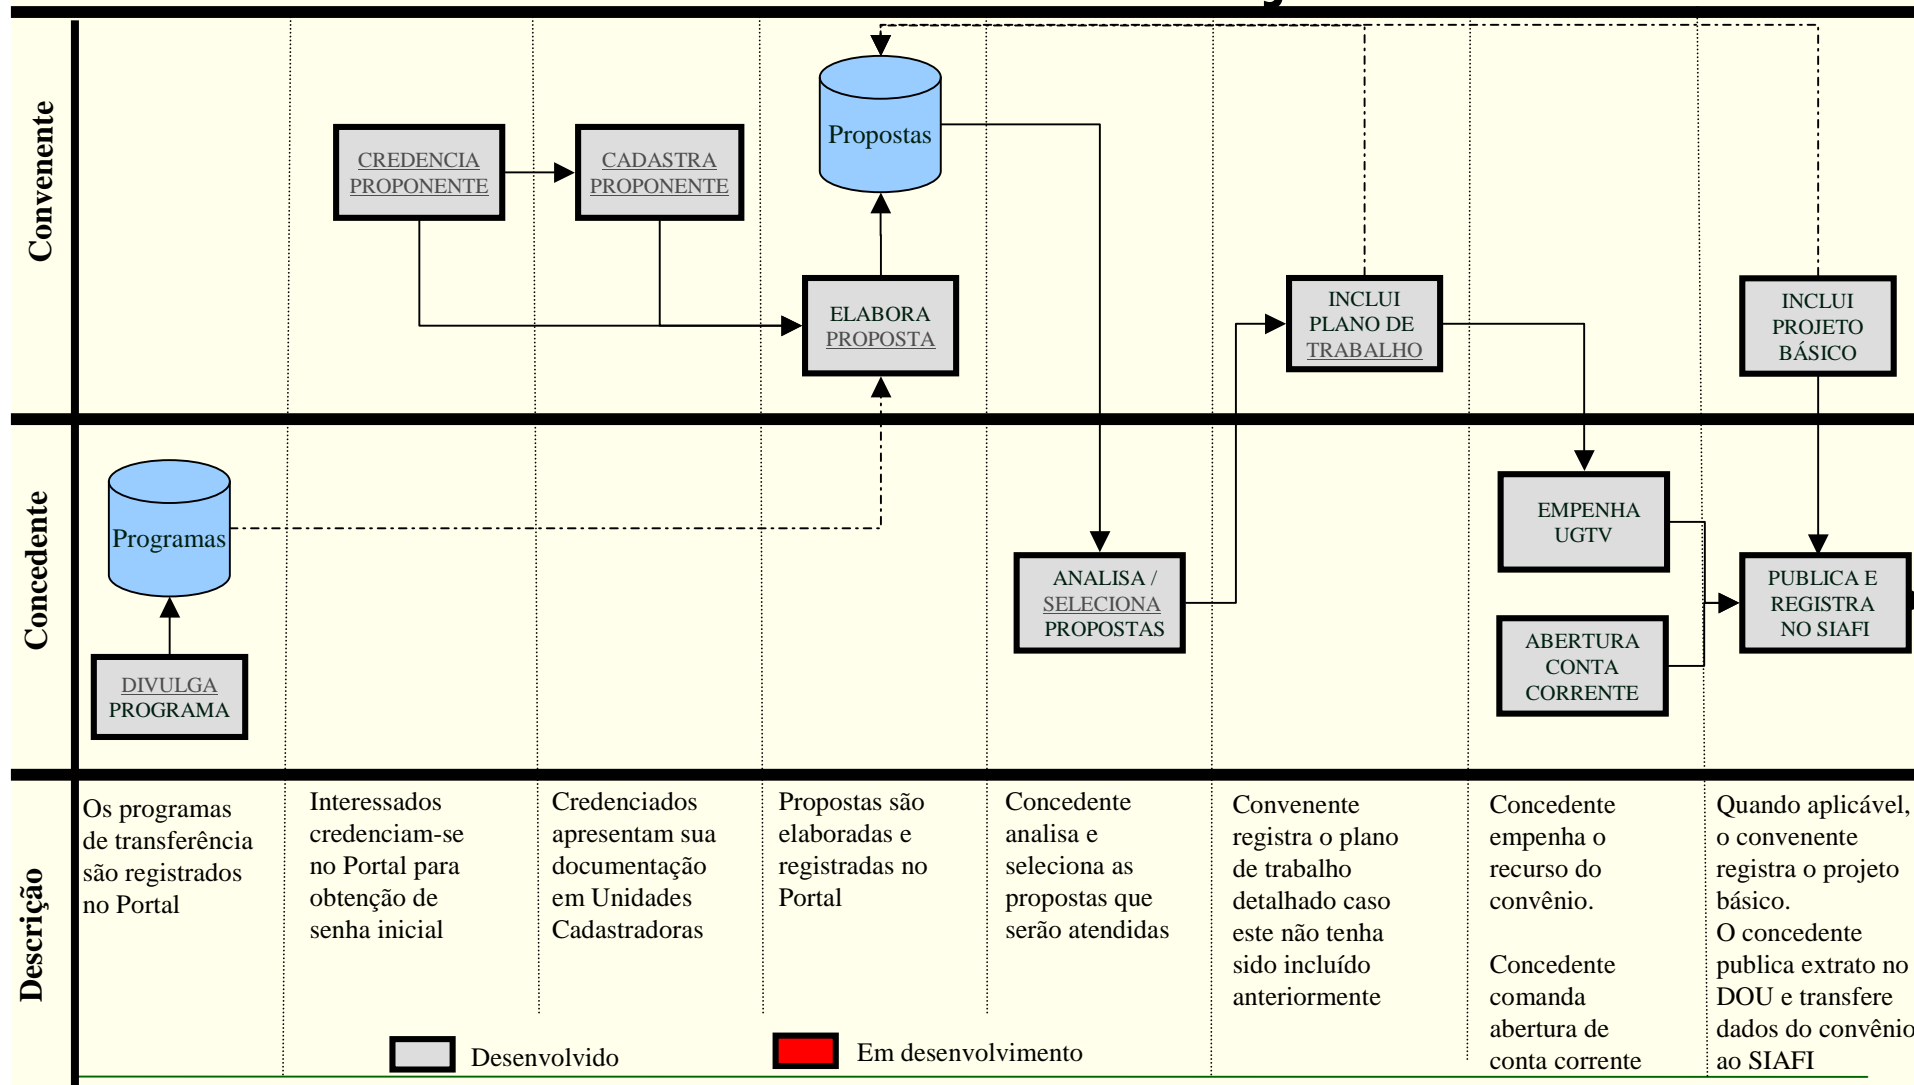 Convenente
CREDENCIA
PROPONENTE
CADASTRA
PROPONENTE
Propostas
ELABORA
PROPOSTA
INCLUI
PLANO DE
TRABALHO
INCLUI
PROJETO
BÁSICO
Concedente
Programas
DIVULGA
PROGRAMA
ANALISA /
SELECIONA
PROPOSTAS
EMPENHA
UGTV
ABERTURA
CONTA
CORRENTE
PUBLICA E
REGISTRA
NO SIAFI
Descrição
Os programas
de transferência
são registrados
no Portal
Interessados
credenciam-se
no Portal para
obtenção de
senha inicial
Credenciados
apresentam sua
documentação
em Unidades
Cadastradoras
Propostas são
elaboradas e
registradas no
Portal
Concedente
analisa e
seleciona as
propostas que
serão atendidas
Convenente
registra o plano
de trabalho
detalhado caso
este não tenha
sido incluído
anteriormente
Concedente
empenha o
recurso do
convênio.
Concedente
comanda
abertura de
conta corrente
Quando aplicável,
o convenente
registra o projeto
básico.
O concedente
publica extrato no
DOU e transfere
dados do convênio
ao SIAFI
Desenvolvido
Em desenvolvimento